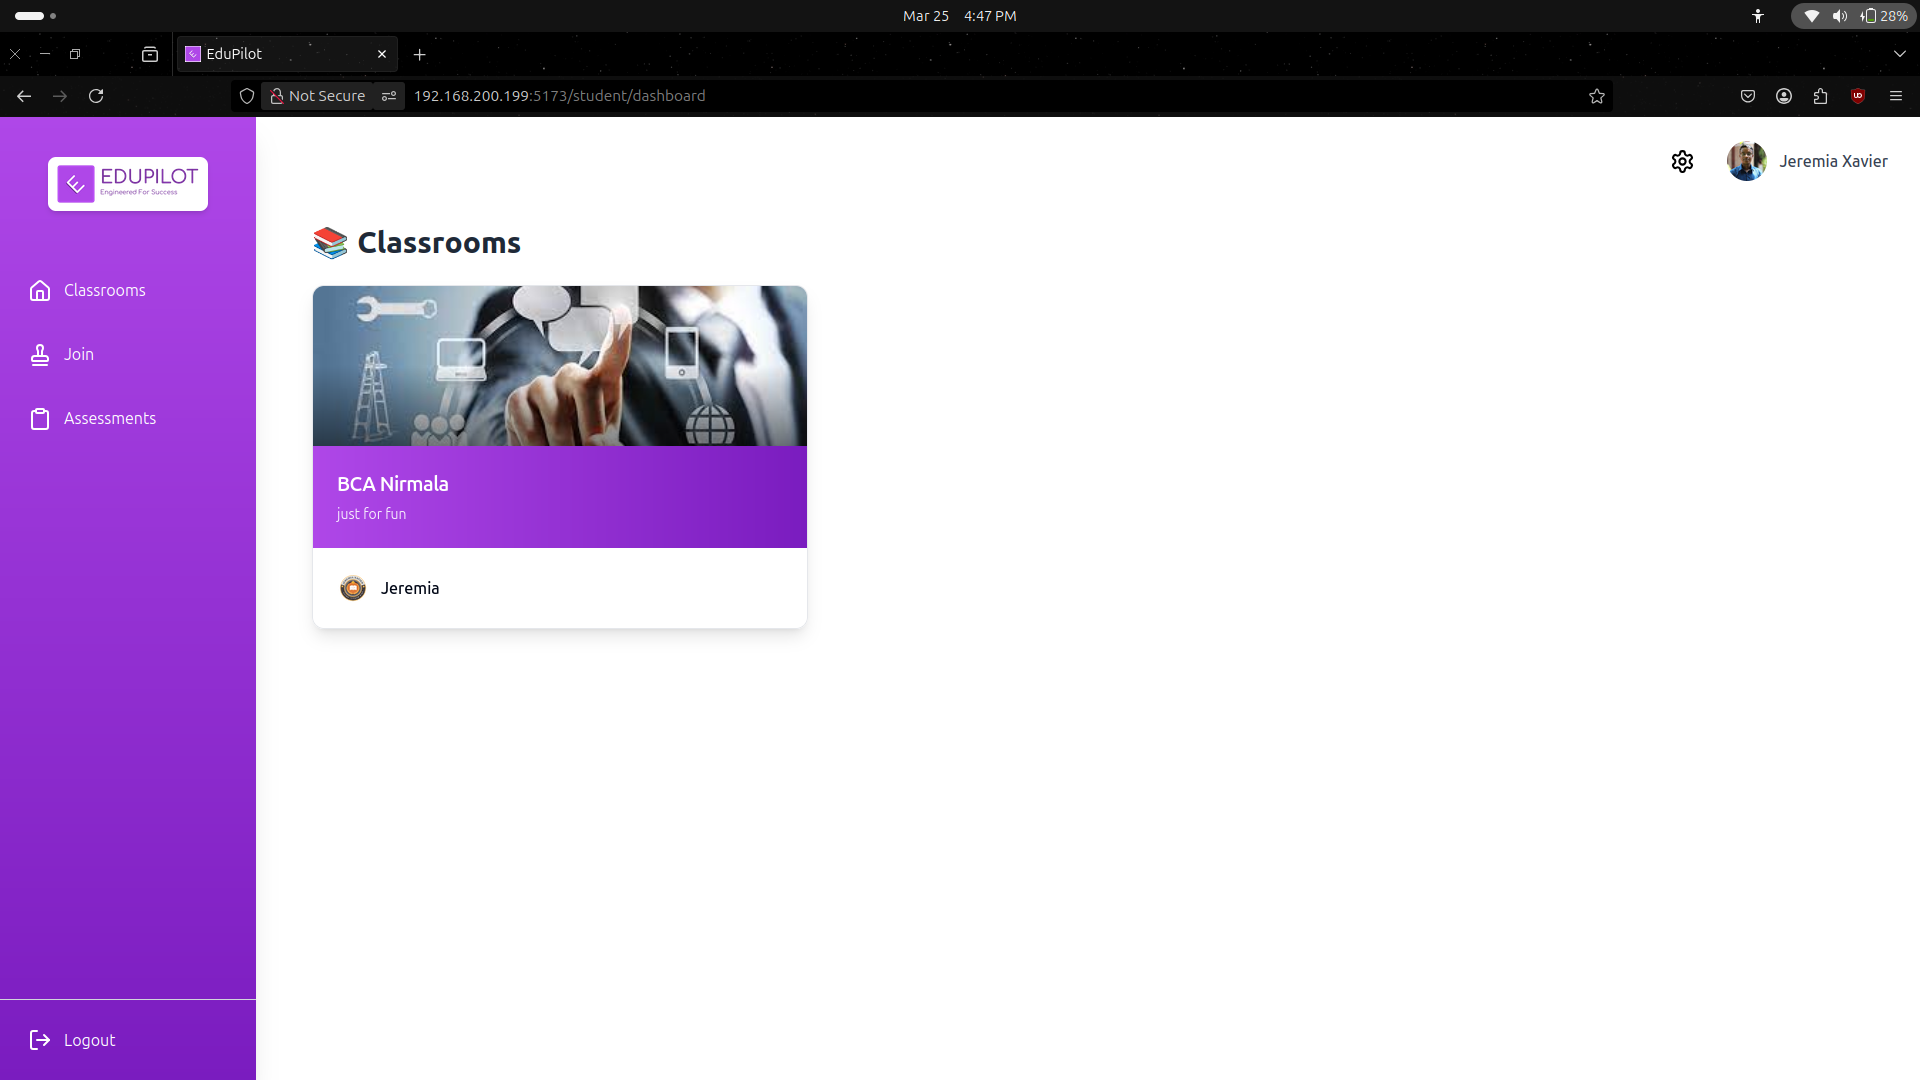 Mar 25 4:47 PM
28%
EduPilot
Not Secure
192.168.200.199:5173/student/dashboard
EDUPILOT
Engineered For Success
Jeremia Xavier
📚 Classrooms
Classrooms
Join
Assessments
BCA Nirmala
just for fun
Jeremia
Logout